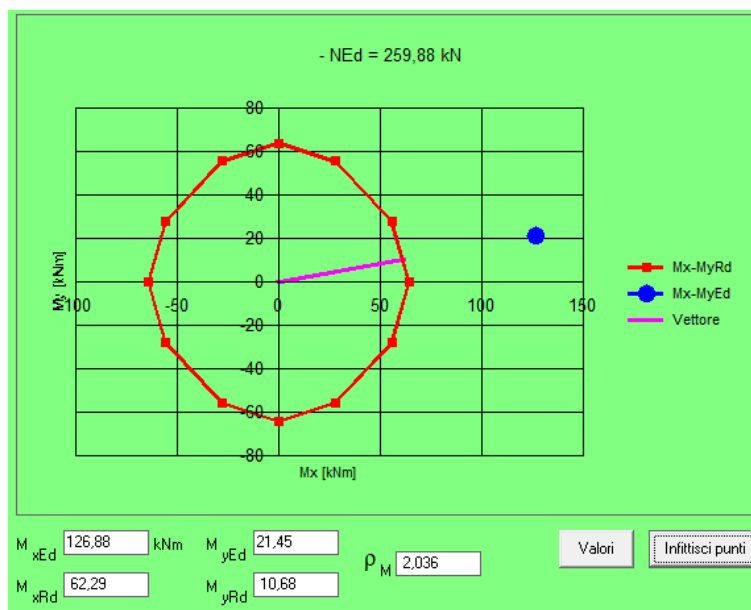 - NEd = 259,88 kN
80
60
40
20
0
-20
-40
-60
-80
-100
-50
0
50
100
150
My [kNm]
Mx [kNm]
Mx-MyRd
Mx-MyEd
Vettore
M xEd 126,88 kNm M yEd 21,45
M xRd 62,29 M yRd 10,68
ρ M 2,036
Valori
Infittisci punti